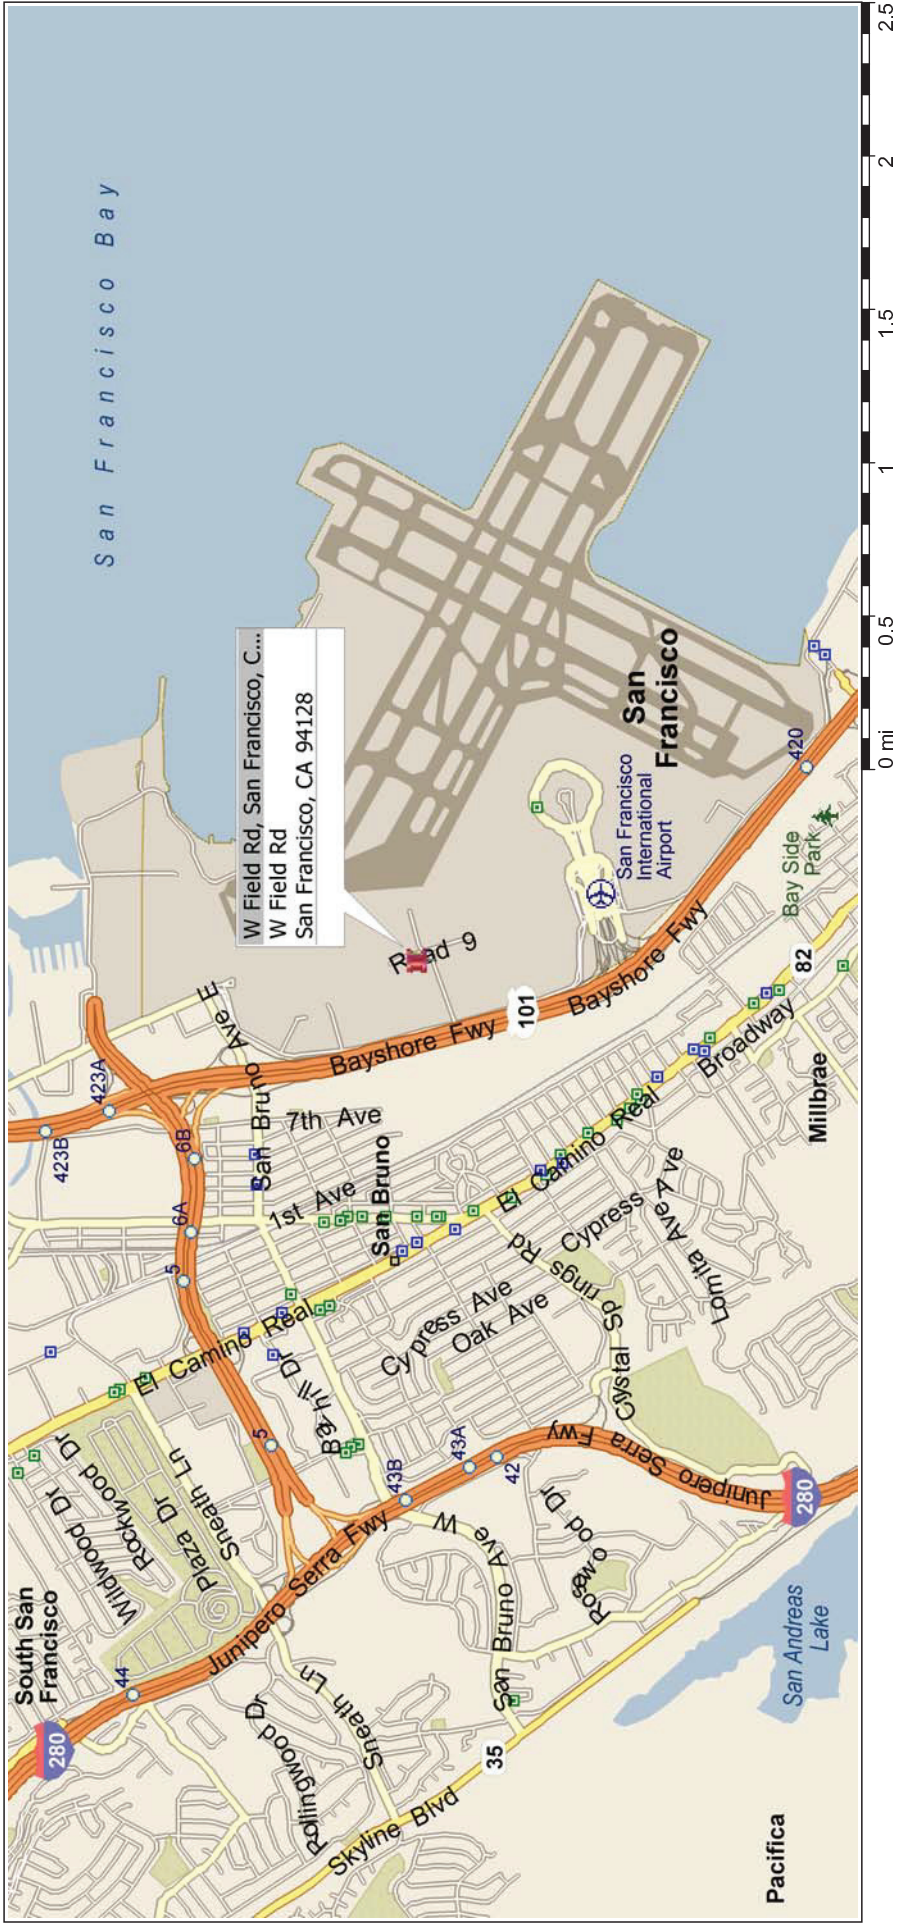 San Francisco Bay
South San
Francisco
280
44
Wildwood Dr
Rockwood Dr
Plaza Dr
Sneath Ln
El Camino Real
5
6A
6B
423B
423A
San Bruno Ave E
7th Ave
1st Ave
San Bruno
Junipero Serra Fwy
5
Bayhill Dr
El Camino Real
W Field Rd, San Francisco, C...
W Field Rd
San Francisco, CA 94128
Road 9
Bayshore Fwy
101
Bayshore Fwy
Rollingwood Dr
Sneath Ln
Skyline Blvd
35
San Bruno Ave W
43B
43A
42
Cypress Ave
Oak Ave
Rosewood Dr
Junipero Serra Fwy
Crystal Springs Rd
Cypress Ave
Lomita Ave
San Francisco
International
Airport
San
Francisco
420
Bay Side
Park
82
Broadway
Millbrae
280
San Andreas
Lake
Pacifica
0 mi
0.5
1
1.5
2
2.5